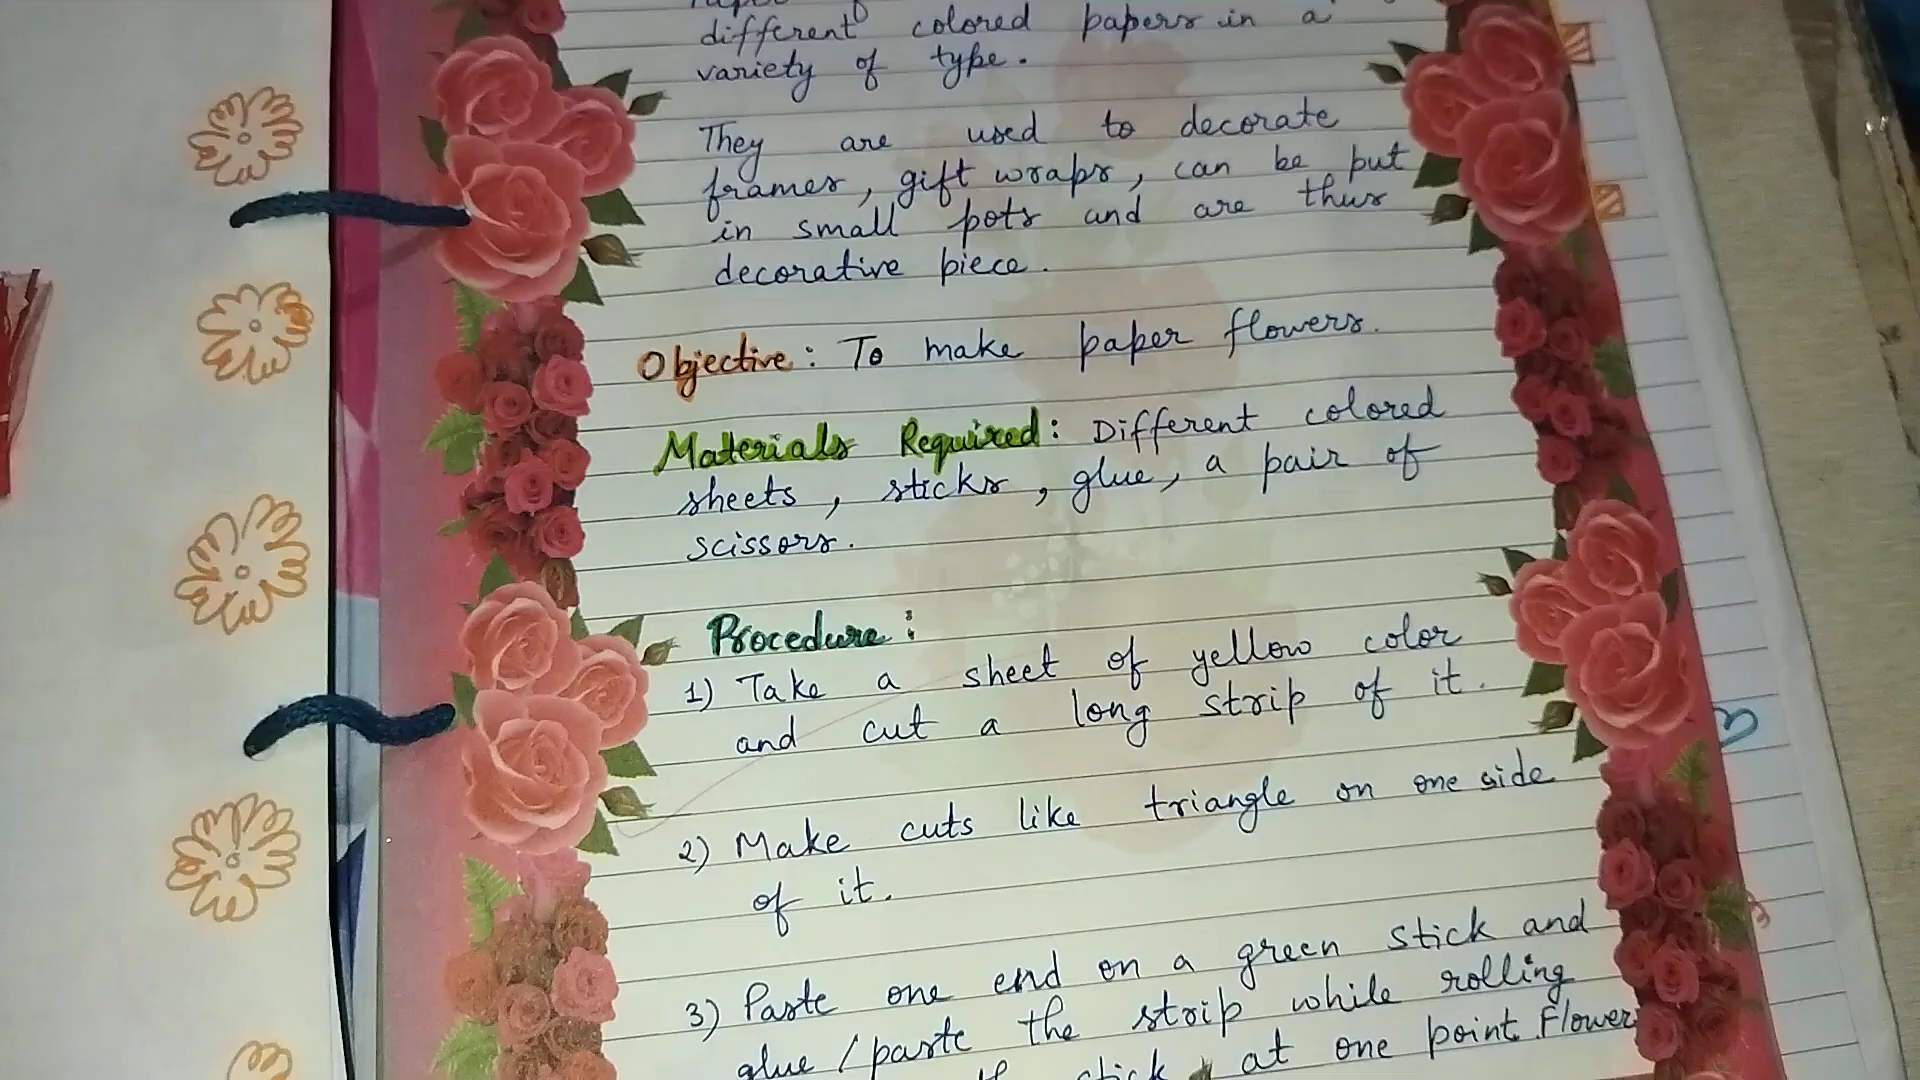 different colored papers in a
variety of type.
They are used to decorate
frames, gift wraps, can be put
in small pots and are thus
decorative piece.
Objective: To make paper flowers.
Materials Required: Different colored
sheets, sticks, glue, a pair of
scissors.
Procedure:
1) Take a sheet of yellow color
and cut a long strip of it.
2) Make cuts like triangle on one side
of it.
3) Paste one end on a green stick and
glue/paste the strip while rolling
stick at one point. Flower